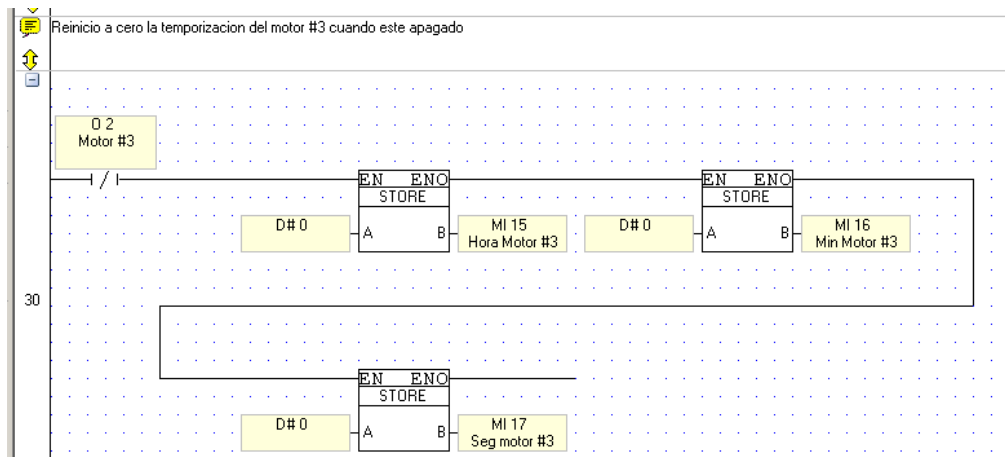 Reinicio a cero la temporizacion del motor #3 cuando este apagado
O 2
Motor #3
EN ENO
STORE
D# 0
A
B
MI 15
Hora Motor #3
EN ENO
STORE
D# 0
A
B
MI 16
Min Motor #3
30
EN ENO
STORE
D# 0
A
B
MI 17
Seg motor #3